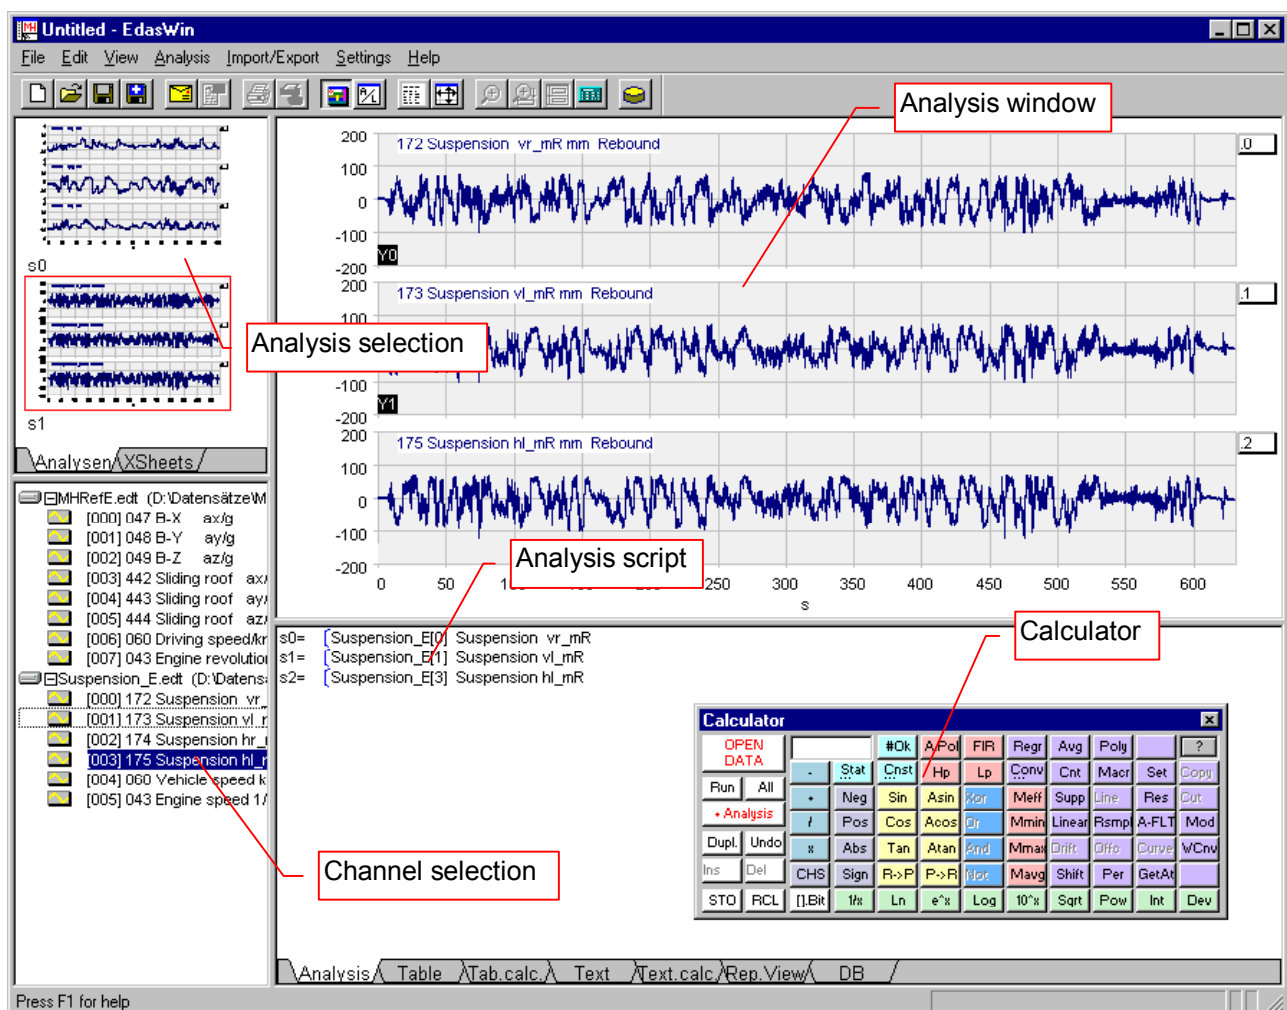 Untitled - EdasWin
File Edit View Analysis Import/Export Settings Help
Analysis window
s0
s1
Analysis selection
Analysen XSheets
200
100
0
-100
-200
172 Suspension vr_mR mm Rebound
Y0
.0
200
100
-100
-200
173 Suspension vl_mR mm Rebound
Y1
.1
200
100
0
-100
-200
175 Suspension hl_mR mm Rebound
.2
0 50 250 300 350 400 450 500 550 600
s
Analysis script
MHRefE.edt (D:\Datensätze\M
[000] 047 B-X ax/g
[001] 048 B-Y ay/g
[002] 049 B-Z az/g
[003] 442 Sliding roof ax/
[004] 443 Sliding roof ay/
[005] 444 Sliding roof az/
[006] 060 Driving speed/kr
[007] 043 Engine revolution
Suspension_E.edt (D:\Datens
[000] 172 Suspension vr_
[001] 173 Suspension vl_r
[002] 174 Suspension hr_
[003] 175 Suspension hl_r
[004] 060 Vehicle speed k
[005] 043 Engine speed 1/
Channel selection
s0= [Suspension_E[0] Suspension vr_mR
s1= [Suspension_E[1] Suspension vl_mR
s2= [Suspension_E[3] Suspension hl_mR
Calculator
Calculator
OPEN DATA #Ok A/Pol FIR Regr Avg Poly ?
- Stat Cnst Hp Lp Conv Cnt Macr Set Copy
Run All + Neg Sin Asin Xor Meff Supp Line Res Cut
+ Analysis / Pos Cos Acos Or Mmin Linear Rsmpl A-FLT Mod
Dupl. Undo x Abs Tan Atan And Mmax Drift Offc Curve WCnv
Ins Del CHS Sign R->P P->R Not Mavg Shift Per GetAt
STO RCL [].Bit 1/x Ln e^x Log 10^x Sqrt Pow Int Dev
Analysis Table Tab.calc. Text Text.calc Rep.View DB
Press F1 for help